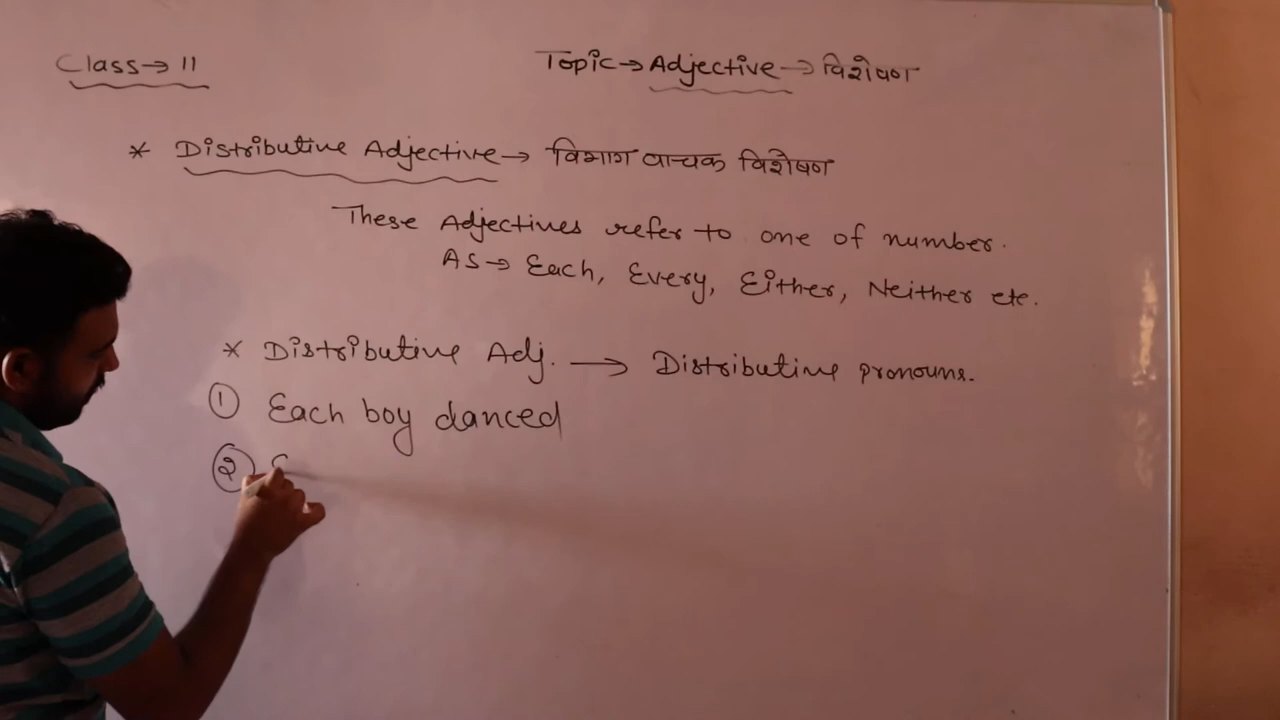 Class→ 11
Topic→ Adjective → विशेषण
* Distributive Adjective→ विभाग वाचक विशेषण
These Adjectives refer to one of number.
AS→ Each, Every, Either, Neither etc.
* Distributive Adj. → Distributive pronouns.
① Each boy danced
②